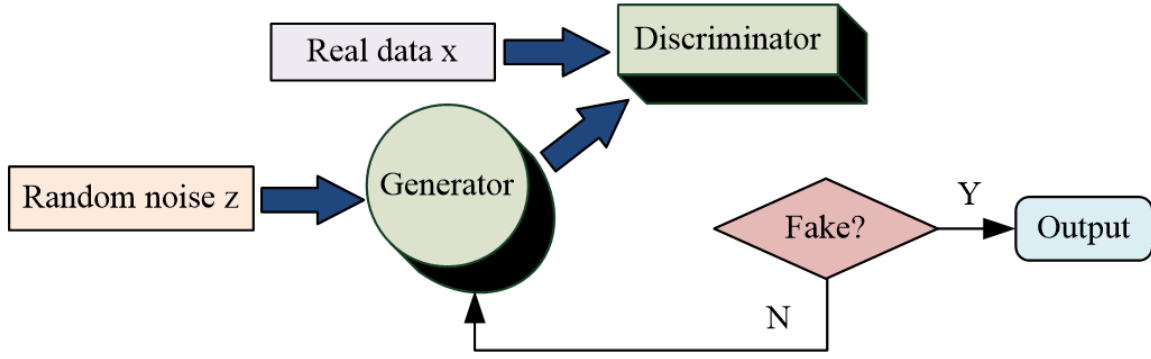 Real data x
Discriminator
Random noise z
Generator
Fake?
Y
Output
N